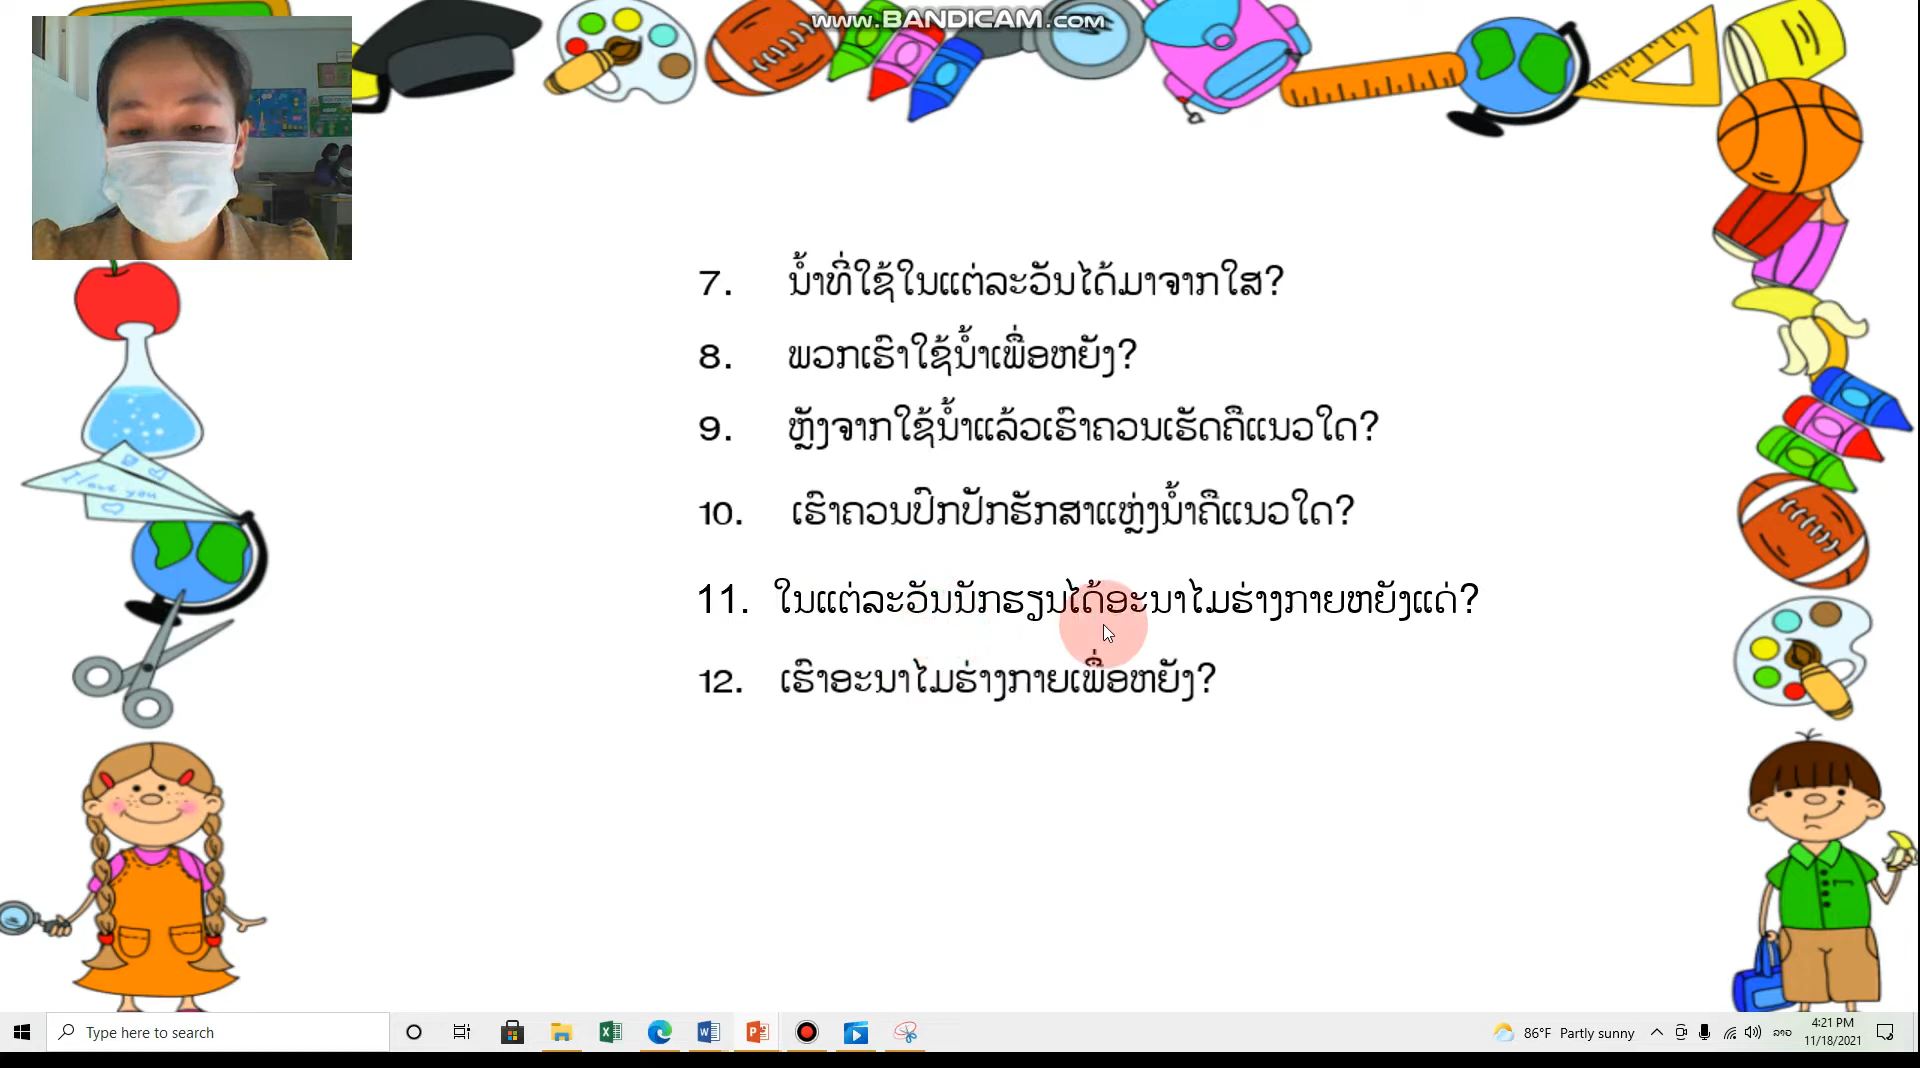 www.BANDICAM.com
7. ນ້ຳທີ່ໃຊ້ໃນແຕ່ລະວັນໄດ້ມາຈາກໃສ?
8. ພວກເຮົາໃຊ້ນ້ຳເພື່ອຫຍັງ?
9. ຫຼັງຈາກໃຊ້ນ້ຳແລ້ວເຮົາຄວນເຮັດຄືແນວໃດ?
10. ເຮົາຄວນປົກປັກຮັກສາແຫຼ່ງນ້ຳຄືແນວໃດ?
11. ໃນແຕ່ລະວັນນັກຮຽນໄດ້ອະນາໄມຮ່າງກາຍຫຍັງແດ່?
12. ເຮົາອະນາໄມຮ່າງກາຍເພື່ອຫຍັງ?
I love you
Type here to search
86°F Partly sunny
ລາວ
4:21 PM
11/18/2021